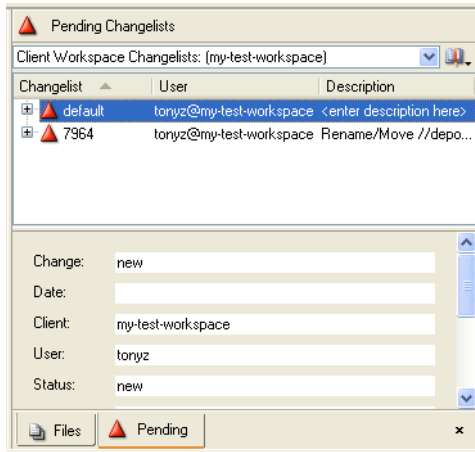 Pending Changelists
Client Workspace Changelists: (my-test-workspace)
Changelist User Description
default tonyz@my-test-workspace <enter description here>
7964 tonyz@my-test-workspace Rename/Move //depo...
Change: new
Date:
Client: my-test-workspace
User: tonyz
Status: new
Files Pending x